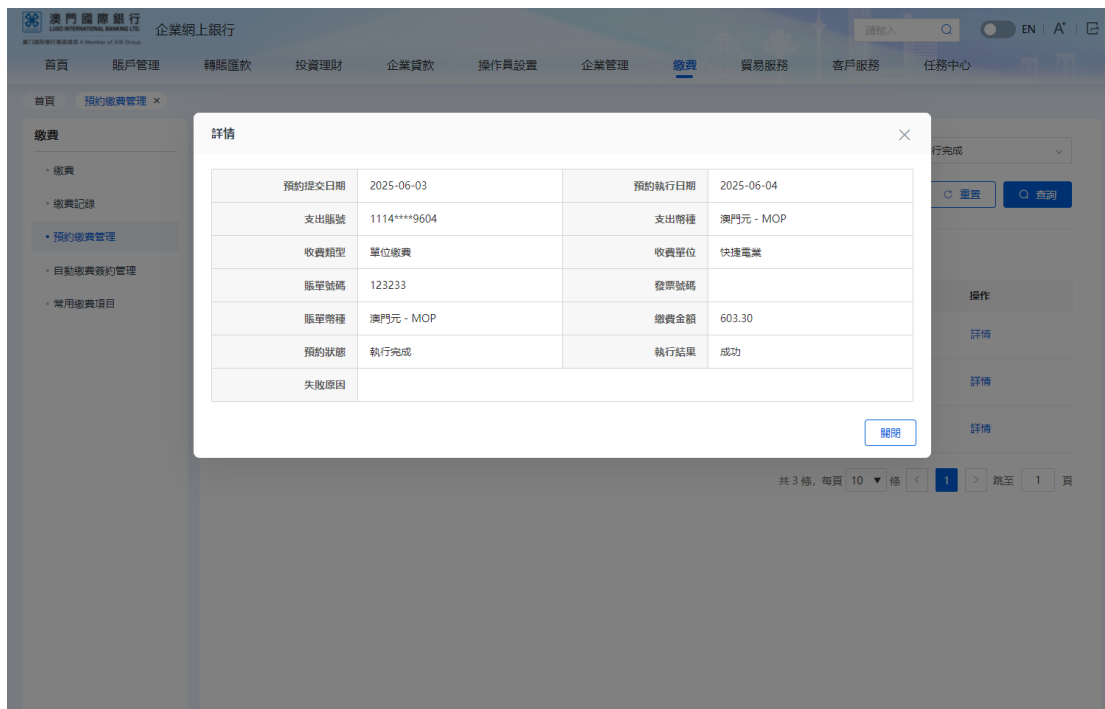 澳門國際銀行
LUSO INTERNATIONAL BANKING LTD.
企業網上銀行
請輸入
EN
A⁺
首頁 賬戶管理 轉賬匯款 投資理財 企業貸款 操作員設置 企業管理 繳費 貿易服務 客戶服務 任務中心
首頁 預約繳費管理 ×
繳費
繳費
繳費記錄
預約繳費管理
自動繳費簽約管理
常用繳費項目
行完成
重置 查詢
操作
詳情
詳情
詳情
詳情
預約提交日期 2025-06-03 預約執行日期 2025-06-04
支出賬號 1114****9604 支出幣種 澳門元 - MOP
收費類型 單位繳費 收費單位 快捷電業
賬單號碼 123233 發票號碼
賬單幣種 澳門元 - MOP 繳費金額 603.30
預約狀態 執行完成 執行結果 成功
失敗原因
關閉
共 3 條, 每頁 10 ▼ 條 < 1 > 跳至 1 頁